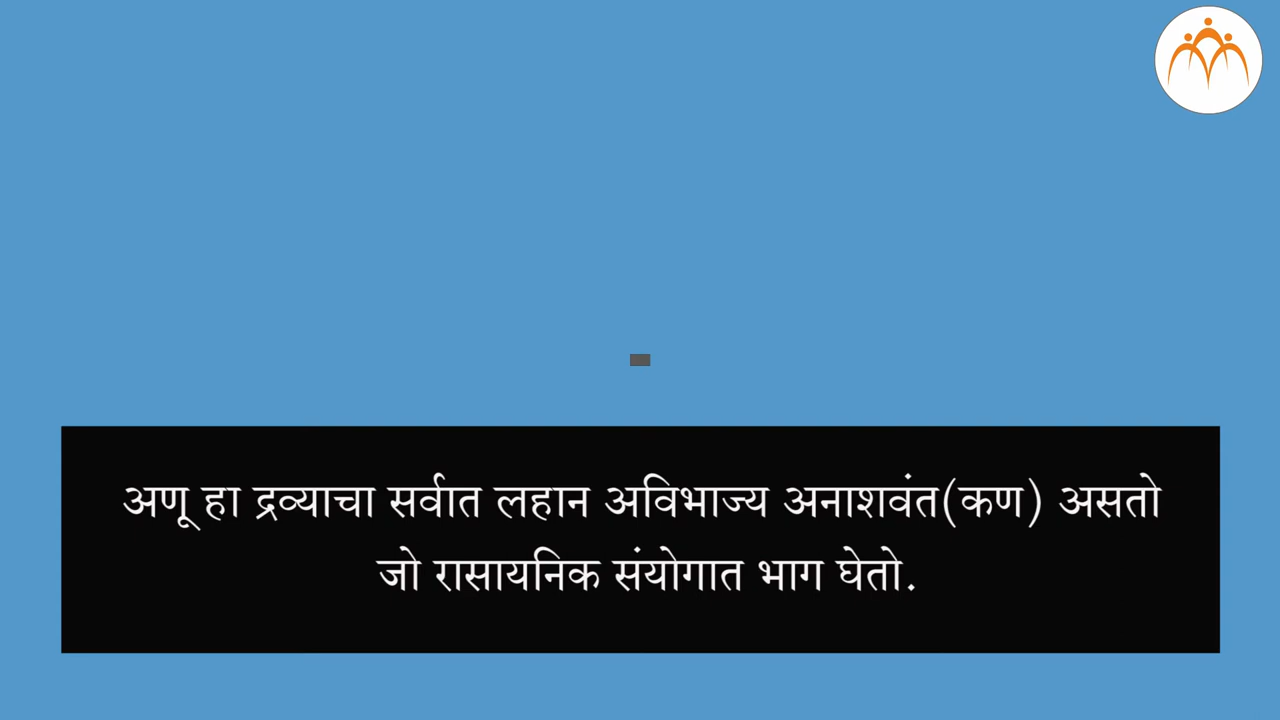 अणू हा द्रव्याचा सर्वात लहान अविभाज्य अनाशवंत(कण) असतो
जो रासायनिक संयोगात भाग घेतो.